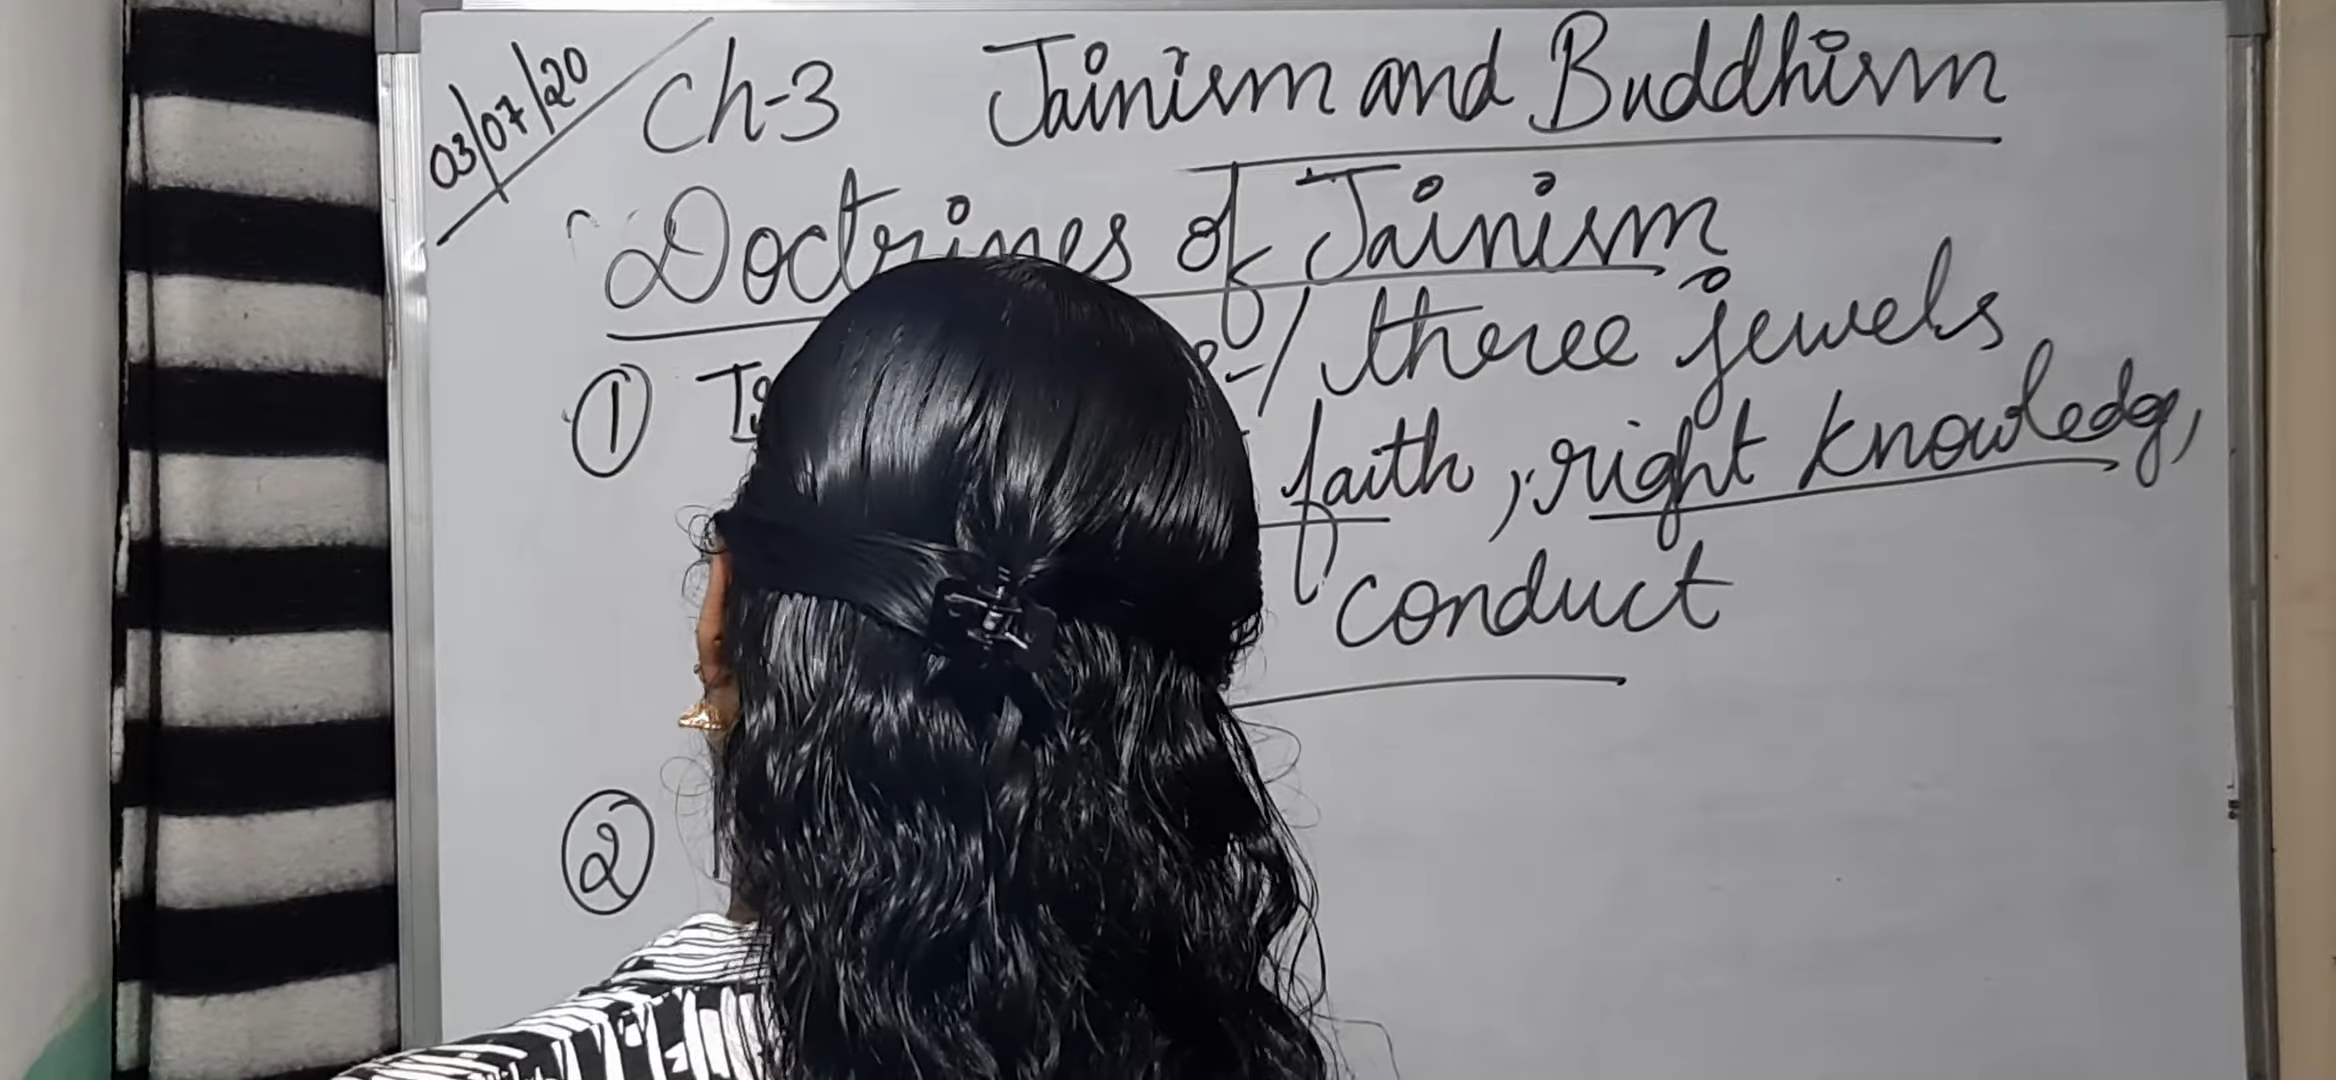 03/07/20
Ch-3 Jainism and Buddhism
Doctrines of Jainism
① / three jewels
faith, right knowledge,
conduct
②